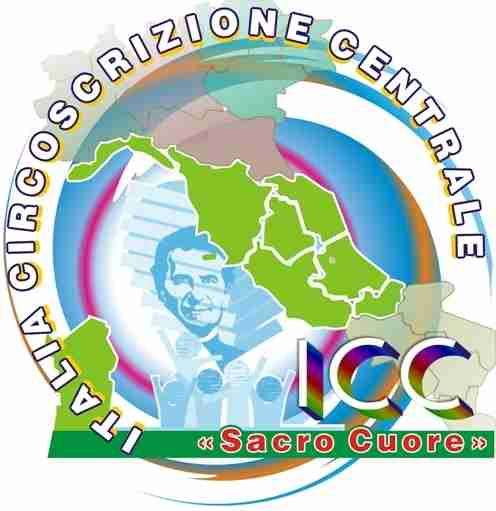 ITALIA CIRCOSCRIZIONE CENTRALE
ICC
« Sacro Cuore »